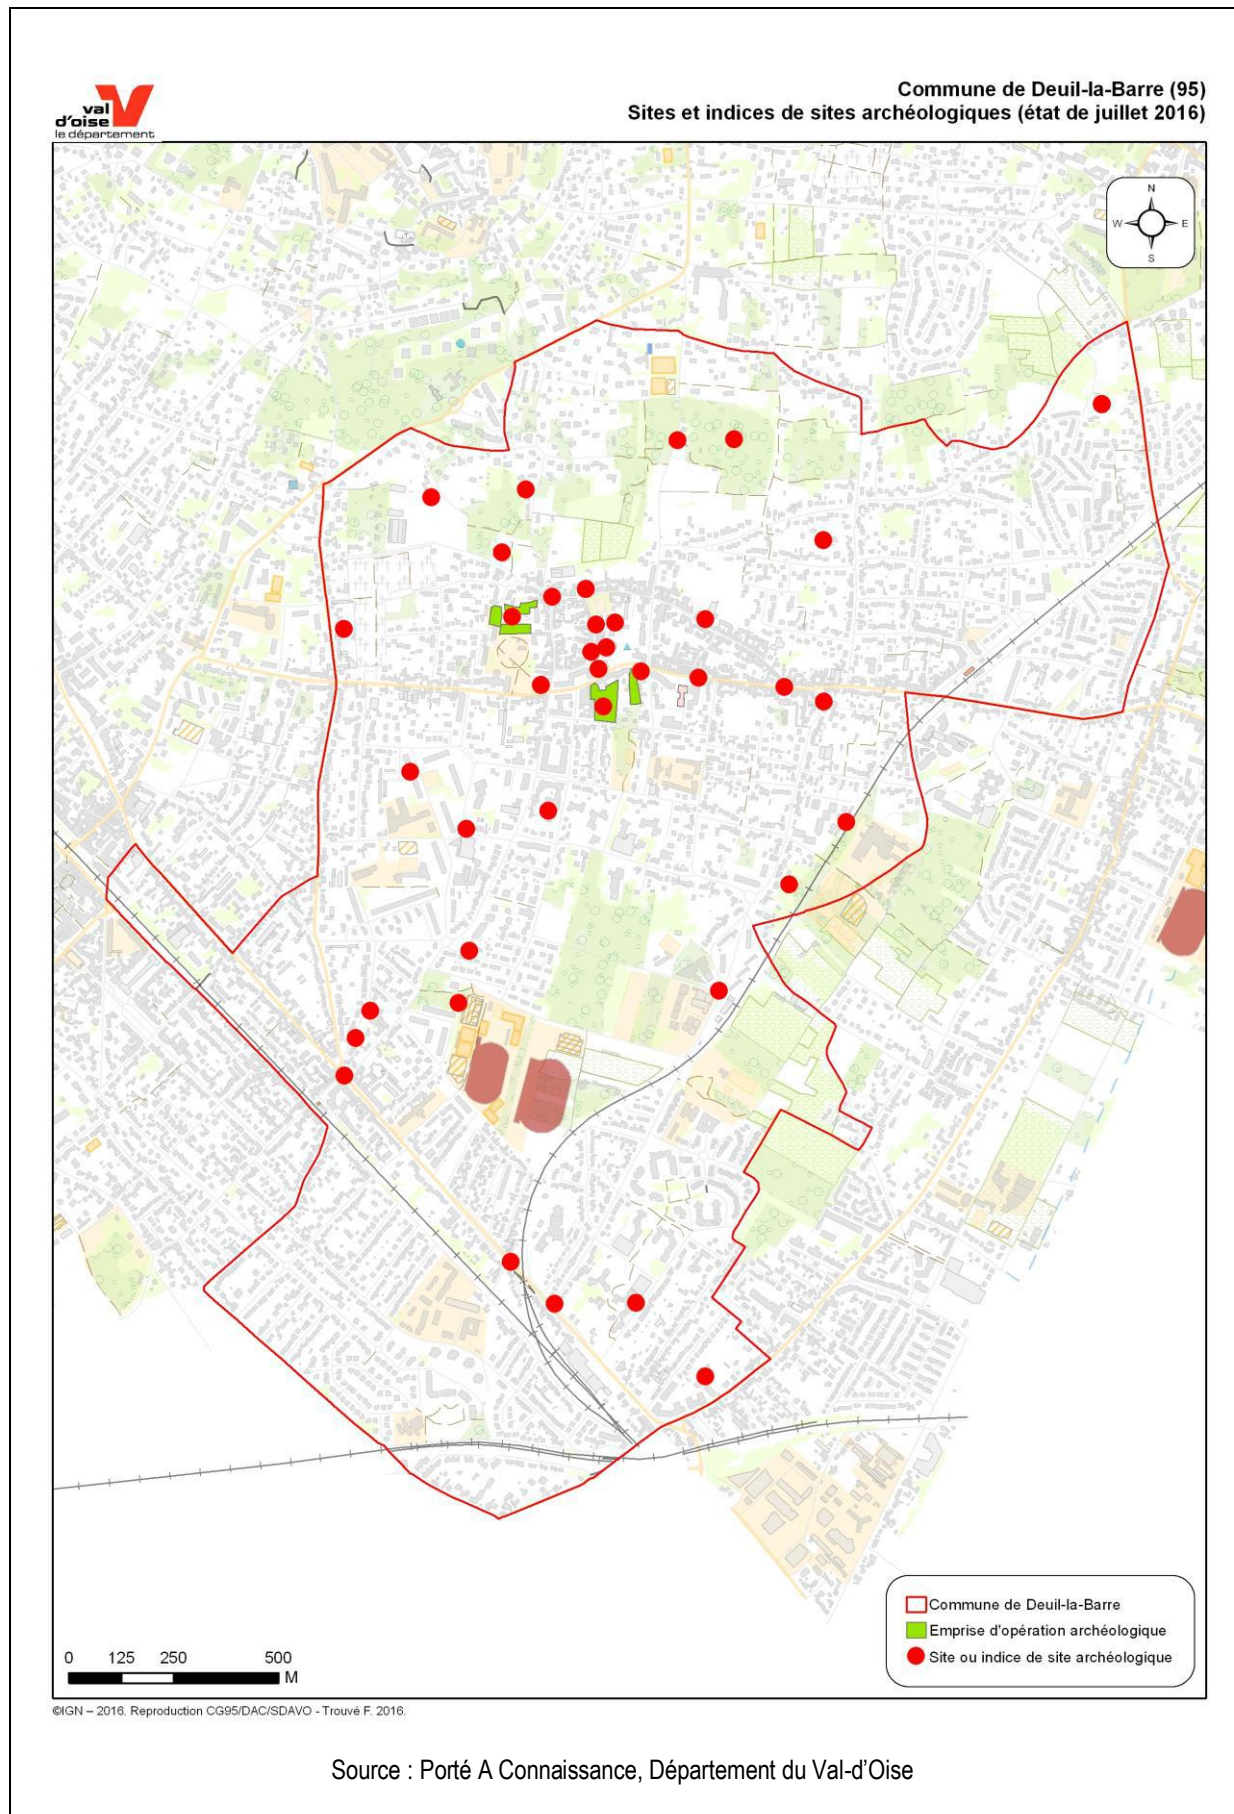 val
d'oise
le département
Commune de Deuil-la-Barre (95)
Sites et indices de sites archéologiques (état de juillet 2016)
N
W E
S
Commune de Deuil-la-Barre
Emprise d'opération archéologique
Site ou indice de site archéologique
0 125 250 500
M
©IGN – 2016. Reproduction CG95/DAC/SDAVO - Trouvé F. 2016.
Source : Porté A Connaissance, Département du Val-d'Oise